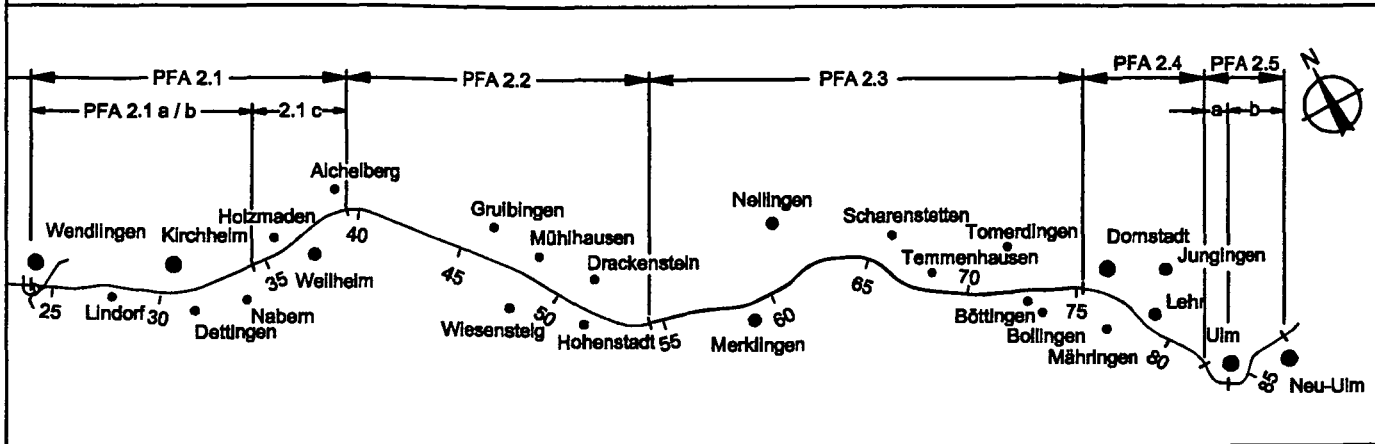 PFA 2.1
PFA 2.2
PFA 2.3
PFA 2.4
PFA 2.5
N
PFA 2.1 a / b
2.1 c
a
b
Aichelberg
Holzmaden
Wendlingen
Kirchheim
40
Gruibingen
Mühlhausen
Drackenstein
Nellingen
Scharenstetten
Tomerdingen
Temmenhausen
Dornstadt
Jungingen
35
Weilheim
45
65
70
25
Lindorf
30
Dettingen
Nabern
Wiesensteig
50
Hohenstadt
55
Merklingen
60
Böttingen
75
Bollingen
Mähringen
Lehr
80
Ulm
85
Neu-Ulm